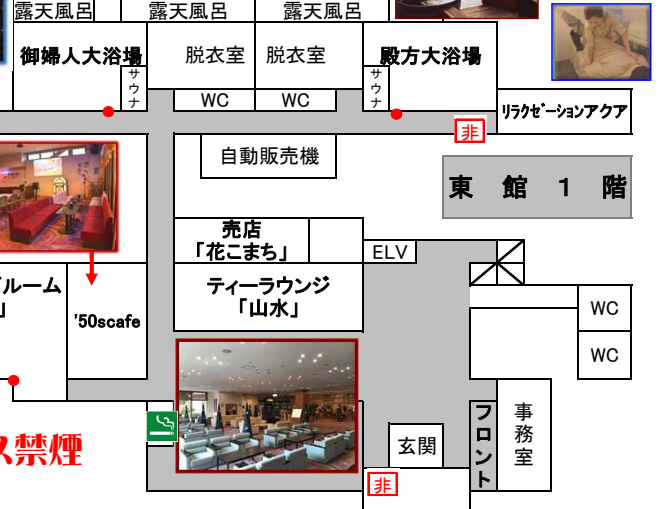 露天風呂 露天風呂 露天風呂
御婦人大浴場 脱衣室 脱衣室 殿方大浴場
サウナ サウナ
WC WC
リラクゼーションアクア
非
自動販売機
東館1階
売店
「花こまち」
ELV
ティーラウンジ
「山水」
ルーム
」
'50scafe
WC
WC
フロント
事務室
玄関
禁煙
非